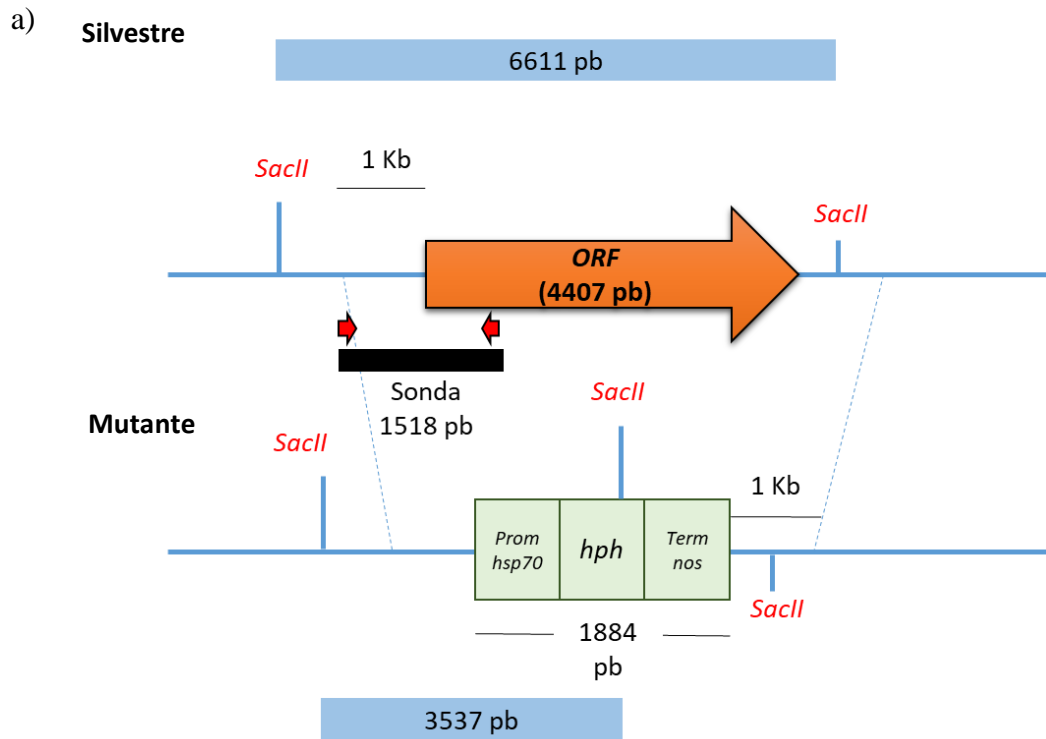 a)
Silvestre
6611 pb
1 Kb
SacII
SacII
ORF
(4407 pb)
Sonda
1518 pb
SacII
Mutante
SacII
1 Kb
Prom
hsp70
hph
Term
nos
SacII
1884
pb
3537 pb